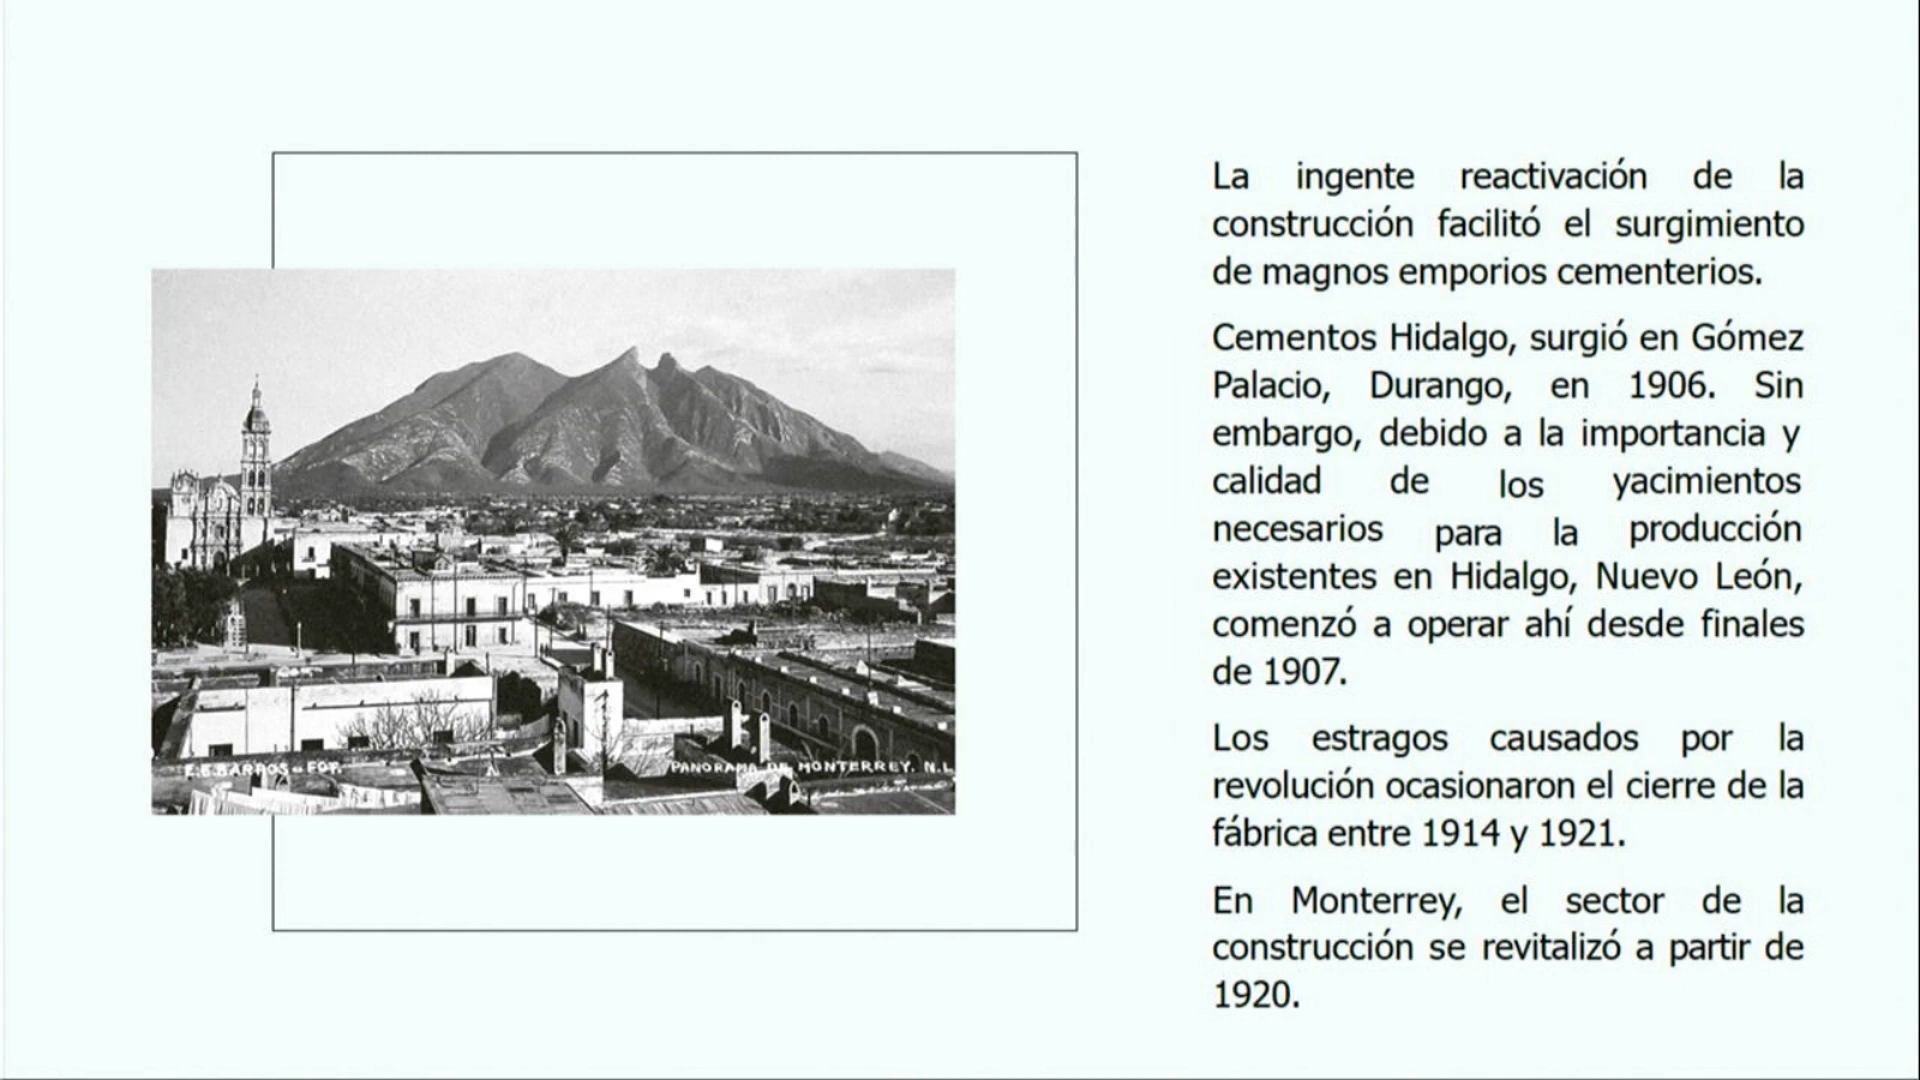 La ingente reactivación de la
construcción facilitó el surgimiento
de magnos emporios cementerios.
Cementos Hidalgo, surgió en Gómez
Palacio, Durango, en 1906. Sin
embargo, debido a la importancia y
calidad de los yacimientos
necesarios para la producción
existentes en Hidalgo, Nuevo León,
comenzó a operar ahí desde finales
de 1907.
Los estragos causados por la
revolución ocasionaron el cierre de la
fábrica entre 1914 y 1921.
En Monterrey, el sector de la
construcción se revitalizó a partir de
1920.
BARROS - FOT.
PANORAMA DE MONTERREY, N.L